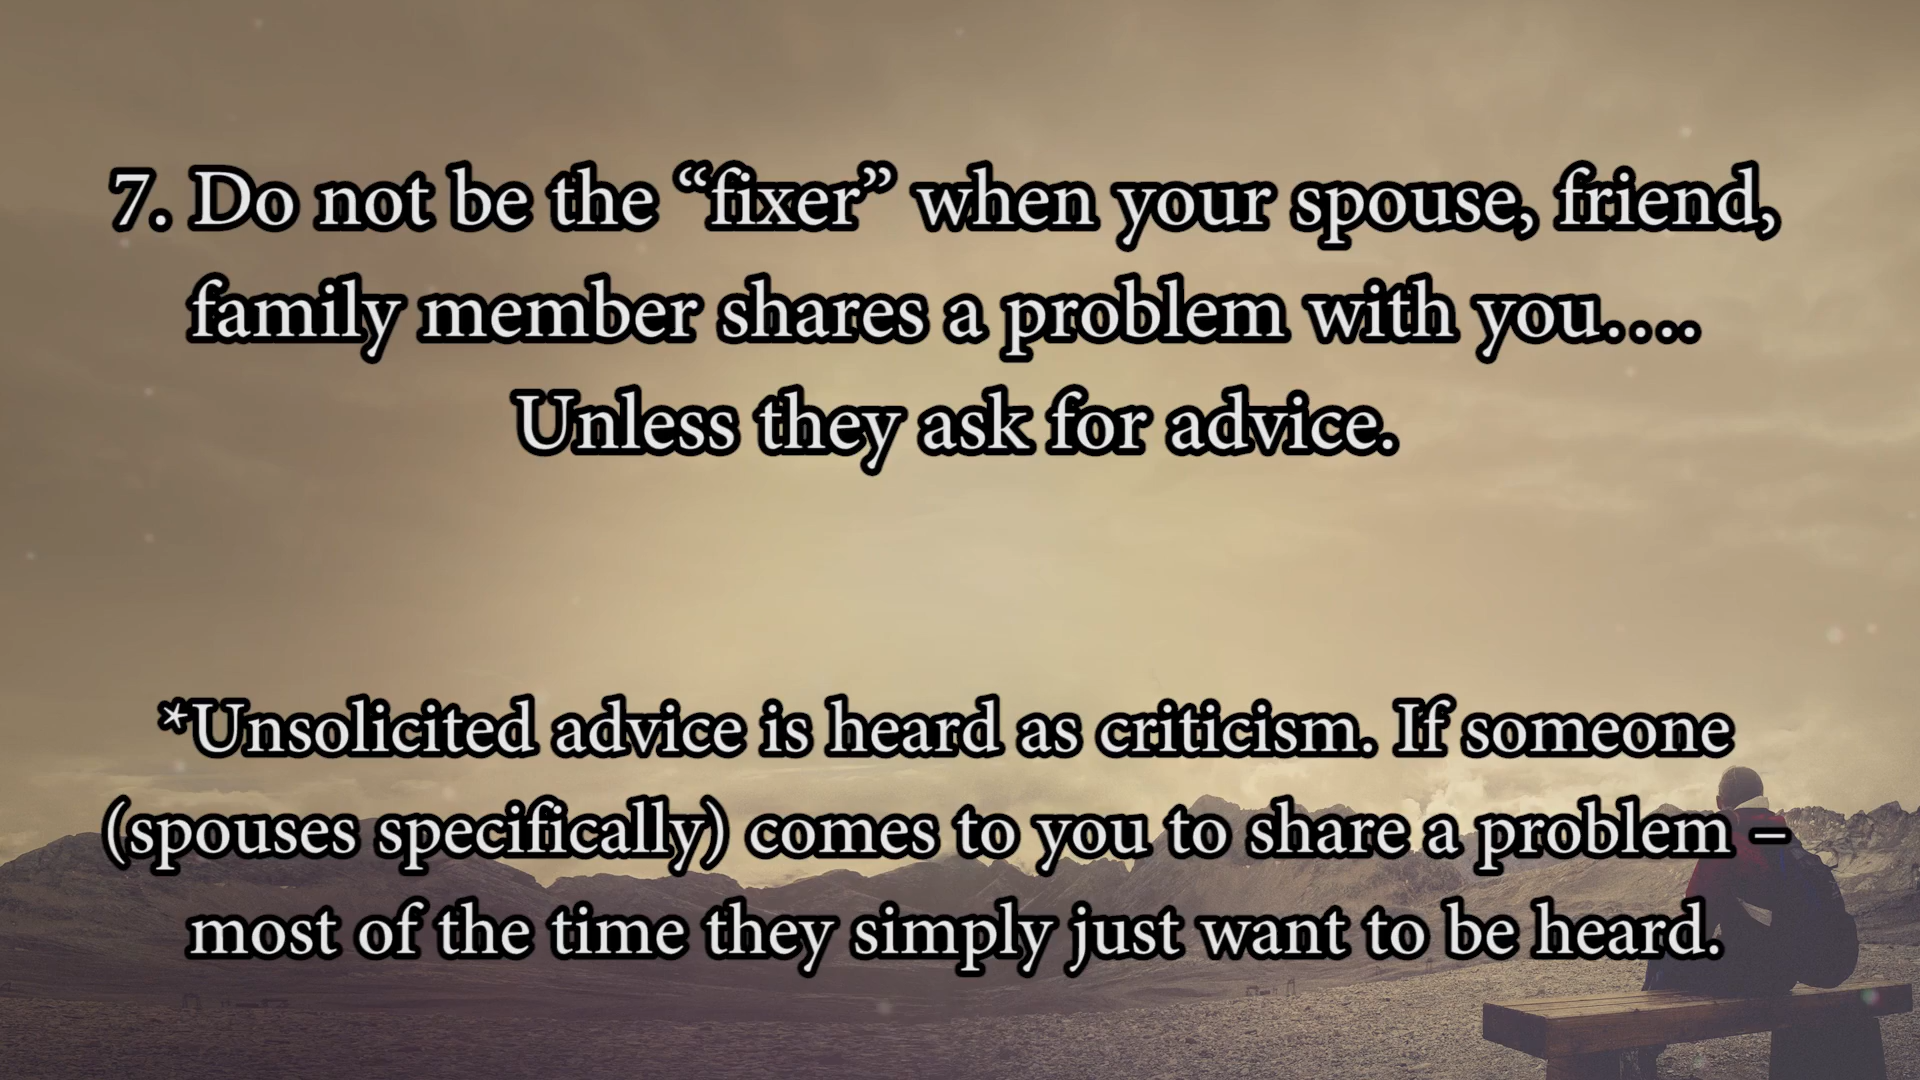 7. Do not be the “fixer” when your spouse, friend,
family member shares a problem with you….
Unless they ask for advice.
*Unsolicited advice is heard as criticism. If someone
(spouses specifically) comes to you to share a problem –
most of the time they simply just want to be heard.